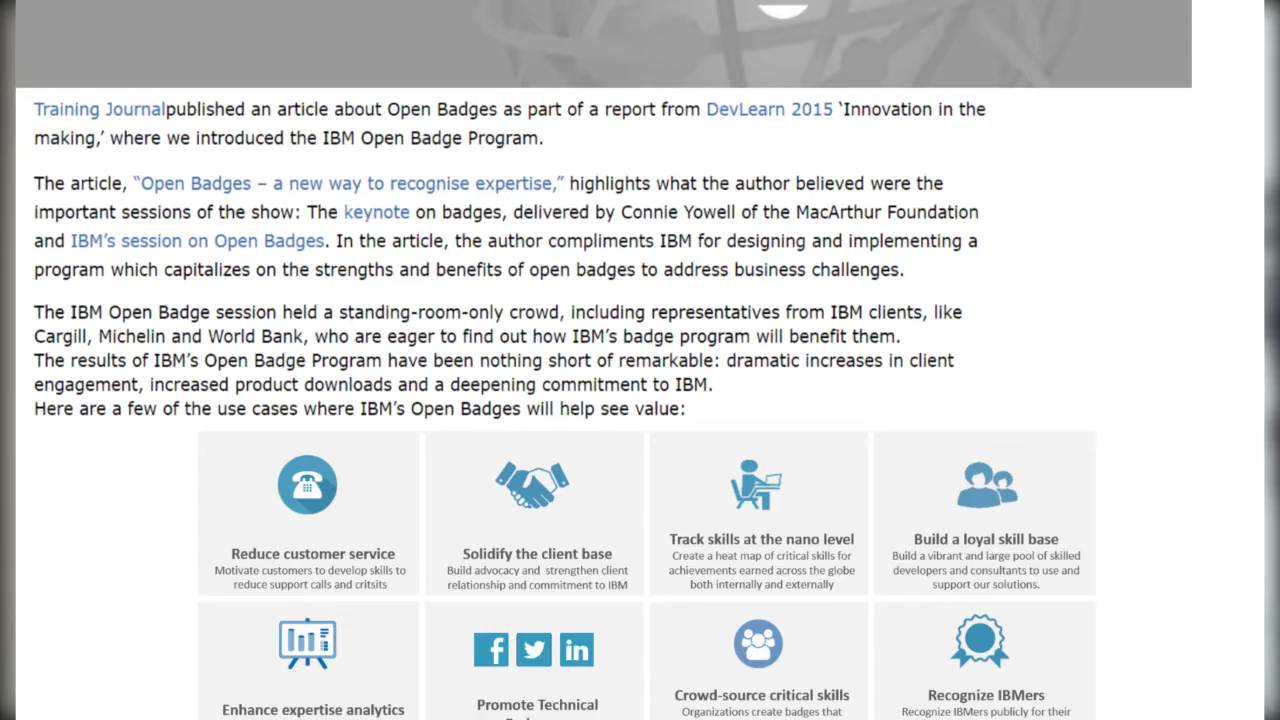 Training Journalpublished an article about Open Badges as part of a report from DevLearn 2015 ‘Innovation in the
making,’ where we introduced the IBM Open Badge Program.
The article, “Open Badges – a new way to recognise expertise,” highlights what the author believed were the
important sessions of the show: The keynote on badges, delivered by Connie Yowell of the MacArthur Foundation
and IBM’s session on Open Badges. In the article, the author compliments IBM for designing and implementing a
program which capitalizes on the strengths and benefits of open badges to address business challenges.
The IBM Open Badge session held a standing-room-only crowd, including representatives from IBM clients, like
Cargill, Michelin and World Bank, who are eager to find out how IBM’s badge program will benefit them.
The results of IBM’s Open Badge Program have been nothing short of remarkable: dramatic increases in client
engagement, increased product downloads and a deepening commitment to IBM.
Here are a few of the use cases where IBM’s Open Badges will help see value:
Reduce customer service
Motivate customers to develop skills to
reduce support calls and critsits
Solidify the client base
Build advocacy and strengthen client
relationship and commitment to IBM
Track skills at the nano level
Create a heat map of critical skills for
achievements earned across the globe
both internally and externally
Build a loyal skill base
Build a vibrant and large pool of skilled
developers and consultants to use and
support our solutions.
Enhance expertise analytics
f in
Promote Technical
Crowd-source critical skills
Organizations create badges that
Recognize IBMers
Recognize IBMers publicly for their